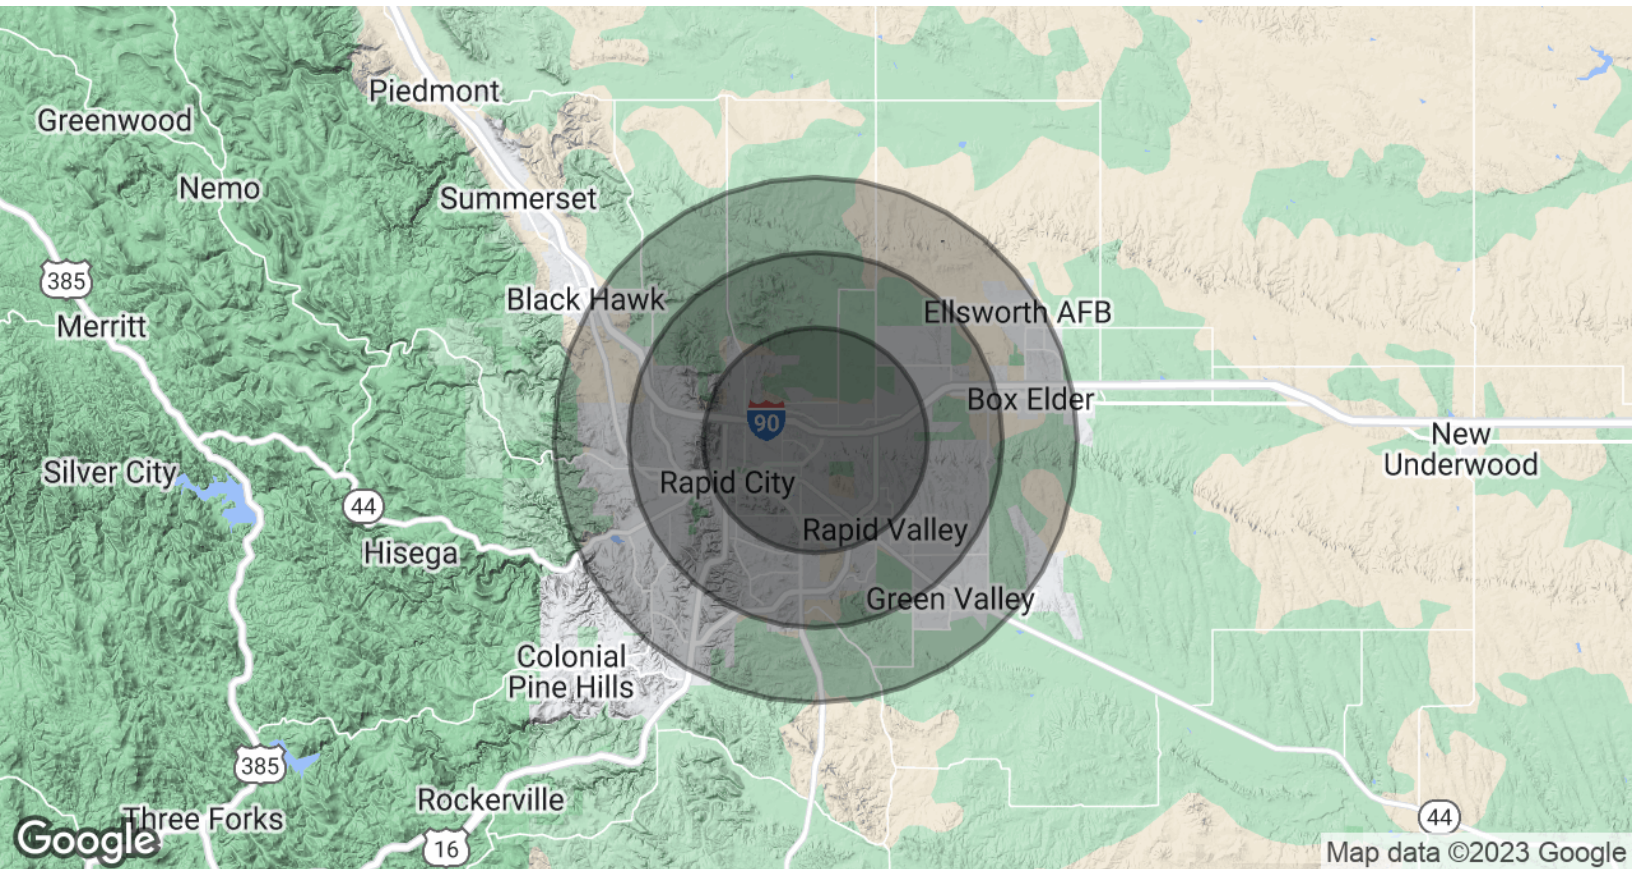 Piedmont
Greenwood
Nemo
Summerset
385
Black Hawk
Ellsworth AFB
Merritt
Box Elder
90
New
Underwood
Silver City
Rapid City
44
Rapid Valley
Hisega
Green Valley
Colonial
Pine Hills
385
Rockerville
Three Forks
44
16
Google
Map data ©2023 Google